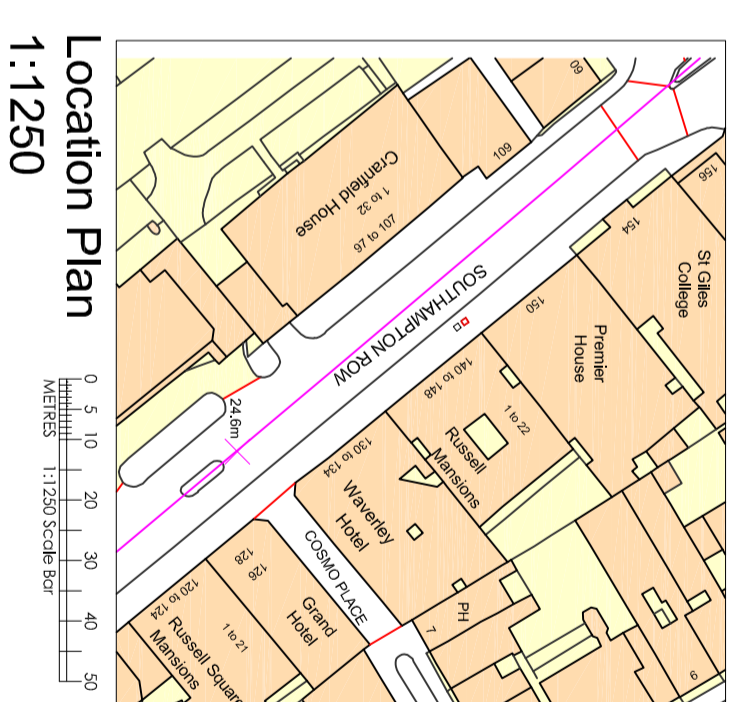 Location Plan
1:1250
0 5 10 20 30 40 50
METRES 1:1250 Scale Bar
60
109
Cranfield House
1 to 32
97 to 107
SOUTHAMPTON ROW
24.6m
156
154
St Giles
College
150
Premier
House
140 to 148
1 to 22
Russell
Mansions
130 to 134
Waverley
Hotel
COSMO PLACE
PH
7
9
128
126
Grand
Hotel
120 to
124
1 to 21
Russell Square
Mansions